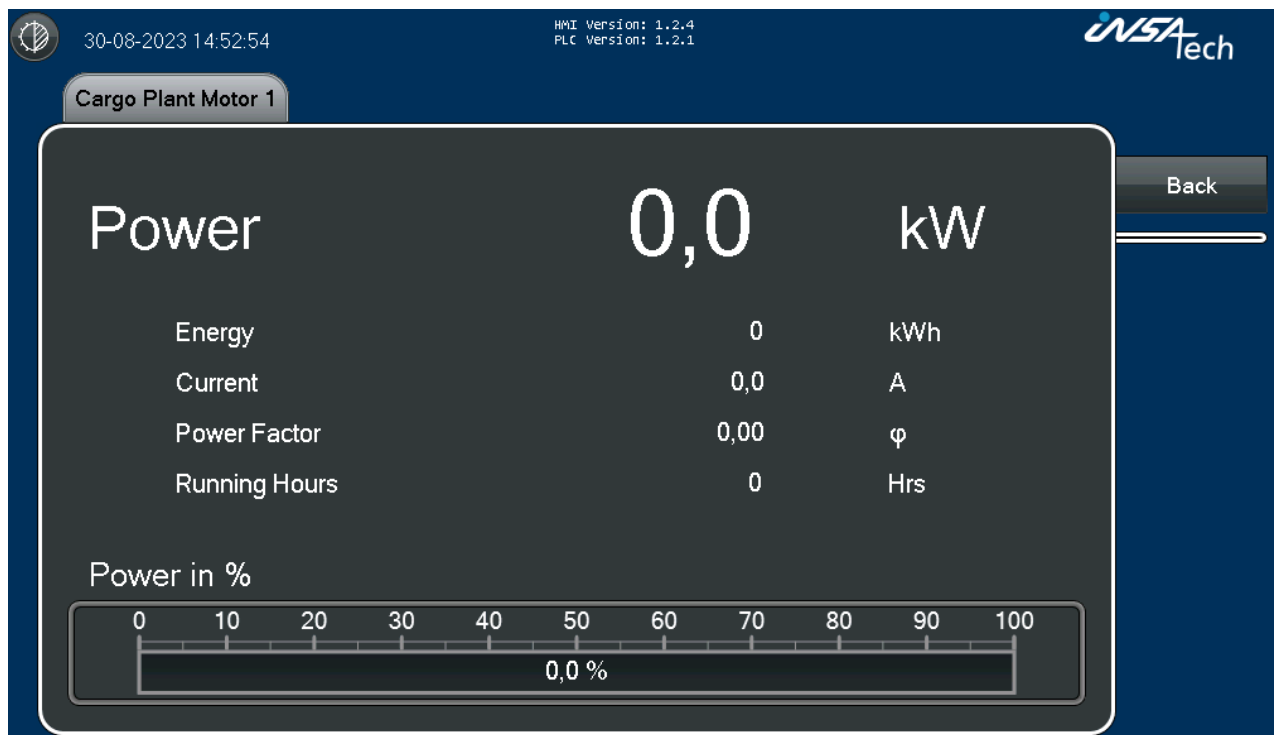 30-08-2023 14:52:54
HMI Version: 1.2.4
PLC Version: 1.2.1
iNSATech
Cargo Plant Motor 1
Back
Power 0,0 kW
Energy 0 kWh
Current 0,0 A
Power Factor 0,00 φ
Running Hours 0 Hrs
Power in %
0 10 20 30 40 50 60 70 80 90 100
0,0 %